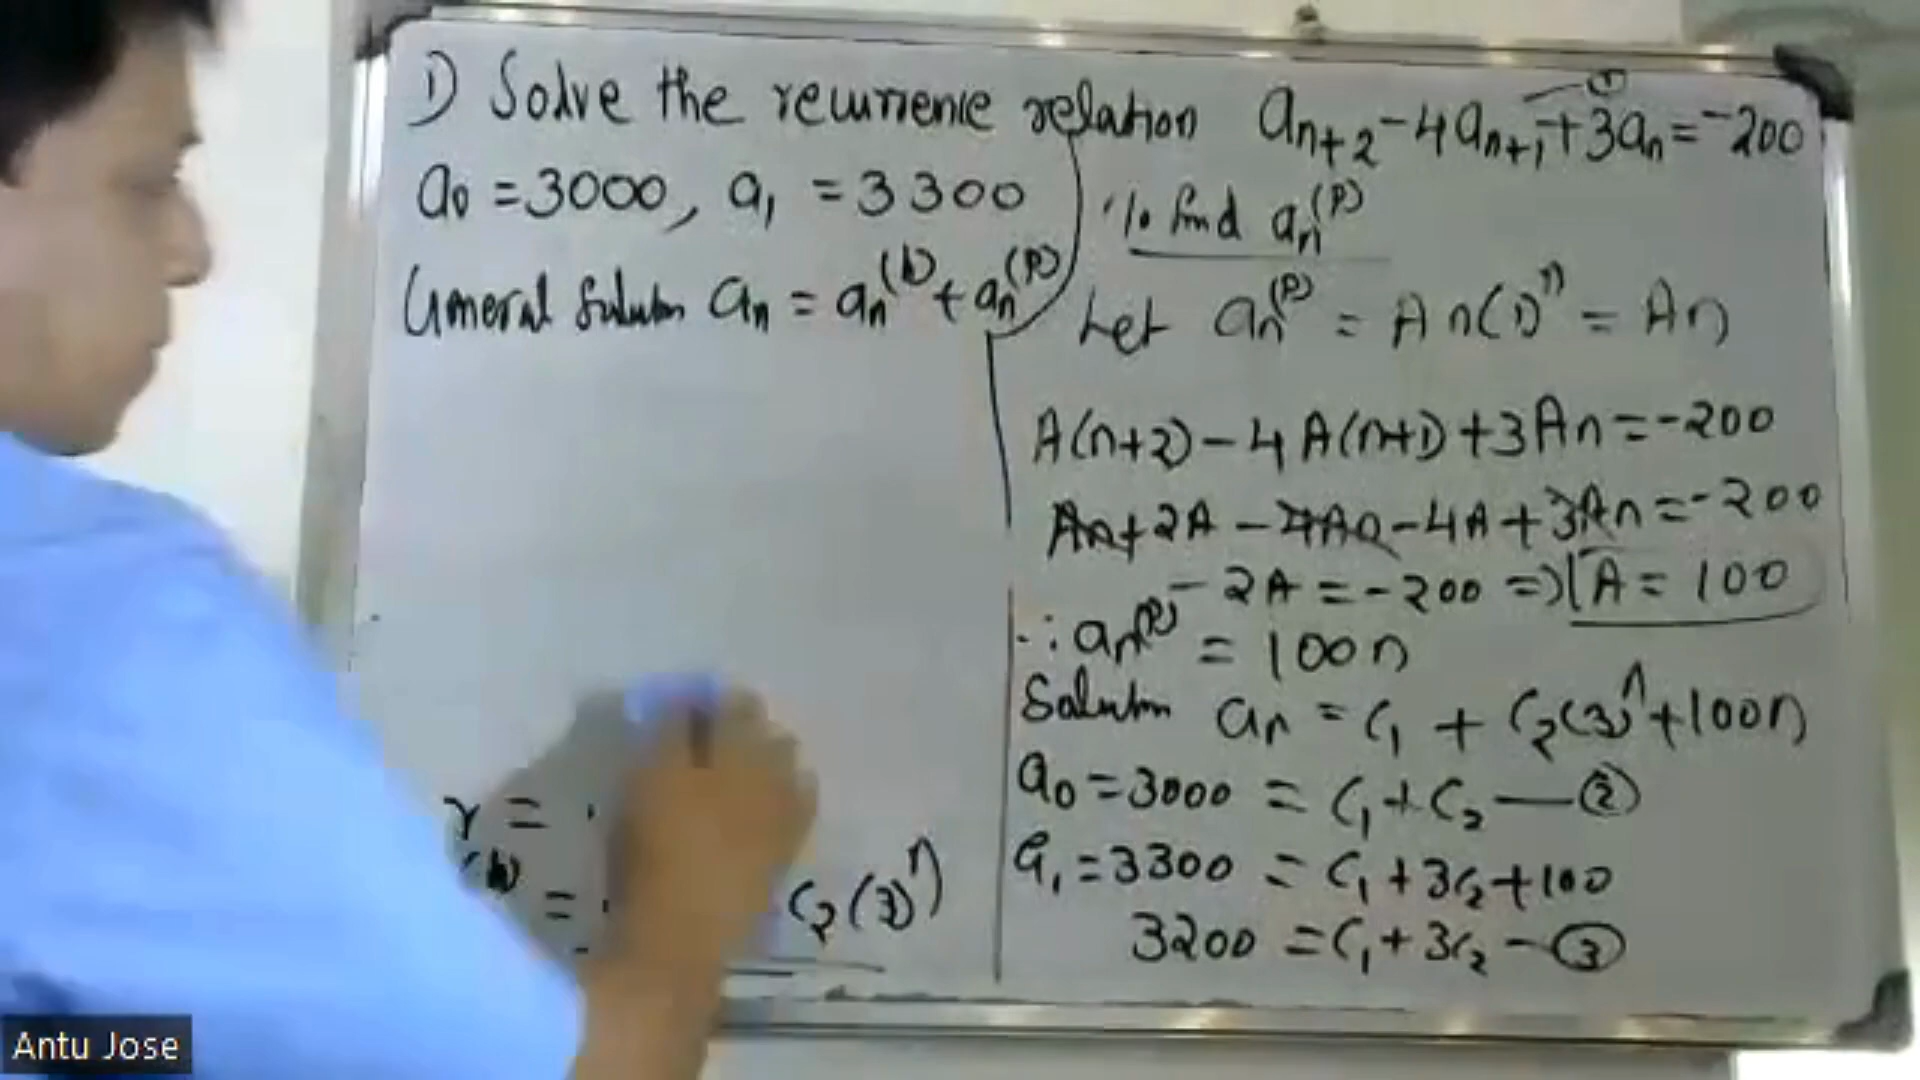 1) Solve the recurrence relation aₙ₊₂ - 4aₙ₊₁ + 3aₙ = -200 —①
a₀ = 3000, a₁ = 3300
General Solution aₙ = aₙ⁽ʰ⁾ + aₙ⁽ᵖ⁾
r =
⁽ʰ⁾ = C₂(3)ⁿ
To find aₙ⁽ᵖ⁾
Let aₙ⁽ᵖ⁾ = An(1)ⁿ = An
A(n+2) - 4A(n+1) + 3An = -200
An + 2A - 4An - 4A + 3An = -200
-2A = -200 => A = 100
∴ aₙ⁽ᵖ⁾ = 100n
Solution aₙ = C₁ + C₂(3)ⁿ + 100n
a₀ = 3000 = C₁ + C₂ — ②
a₁ = 3300 = C₁ + 3C₂ + 100
3200 = C₁ + 3C₂ - ③
Antu Jose